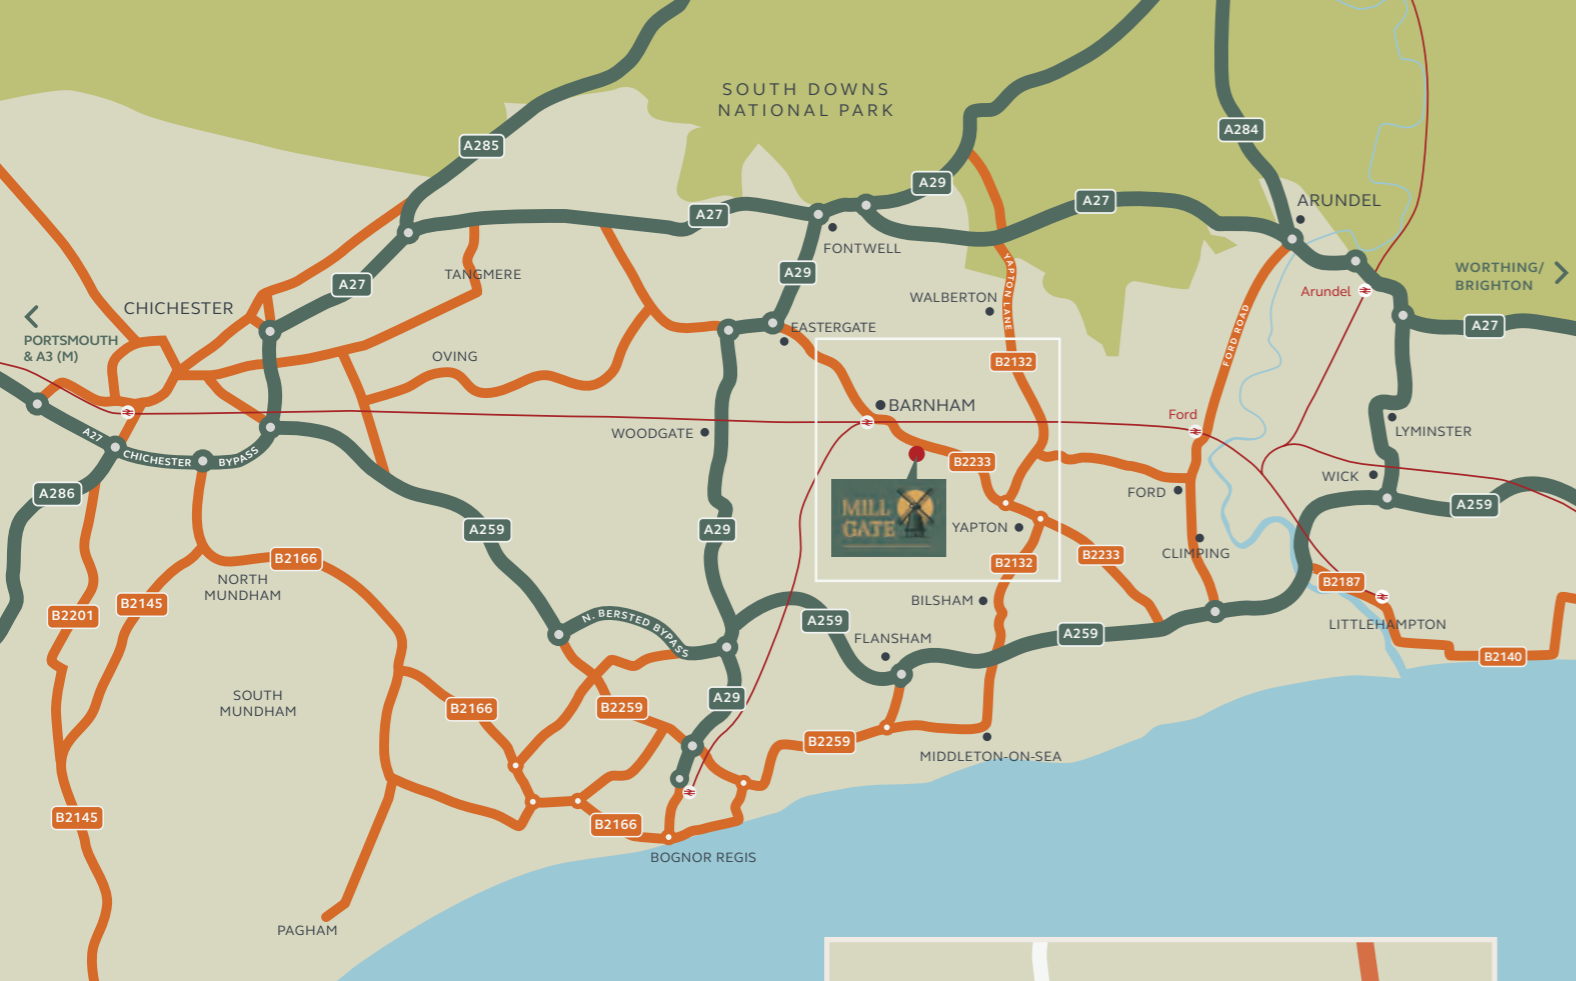 SOUTH DOWNS
NATIONAL PARK
A285
A284
A29
A27
A27
ARUNDEL
FONTWELL
TANGMERE
A29
YAPTON LANE
WORTHING/
BRIGHTON
A27
WALBERTON
Arundel
CHICHESTER
EASTERGATE
FORD ROAD
A27
PORTSMOUTH
& A3 (M)
OVING
B2132
BARNHAM
Ford
WOODGATE
LYMINSTER
A27
CHICHESTER BYPASS
B2233
WICK
A286
FORD
A259
MILL
GATE
A259
A29
YAPTON
CLIMPING
B2166
B2132
B2233
NORTH
MUNDHAM
B2187
B2201
B2145
BILSHAM
N. BERSTED BYPASS
A259
FLANSHAM
A259
LITTLEHAMPTON
B2140
SOUTH
MUNDHAM
B2166
B2259
A29
B2259
MIDDLETON-ON-SEA
B2145
B2166
BOGNOR REGIS
PAGHAM